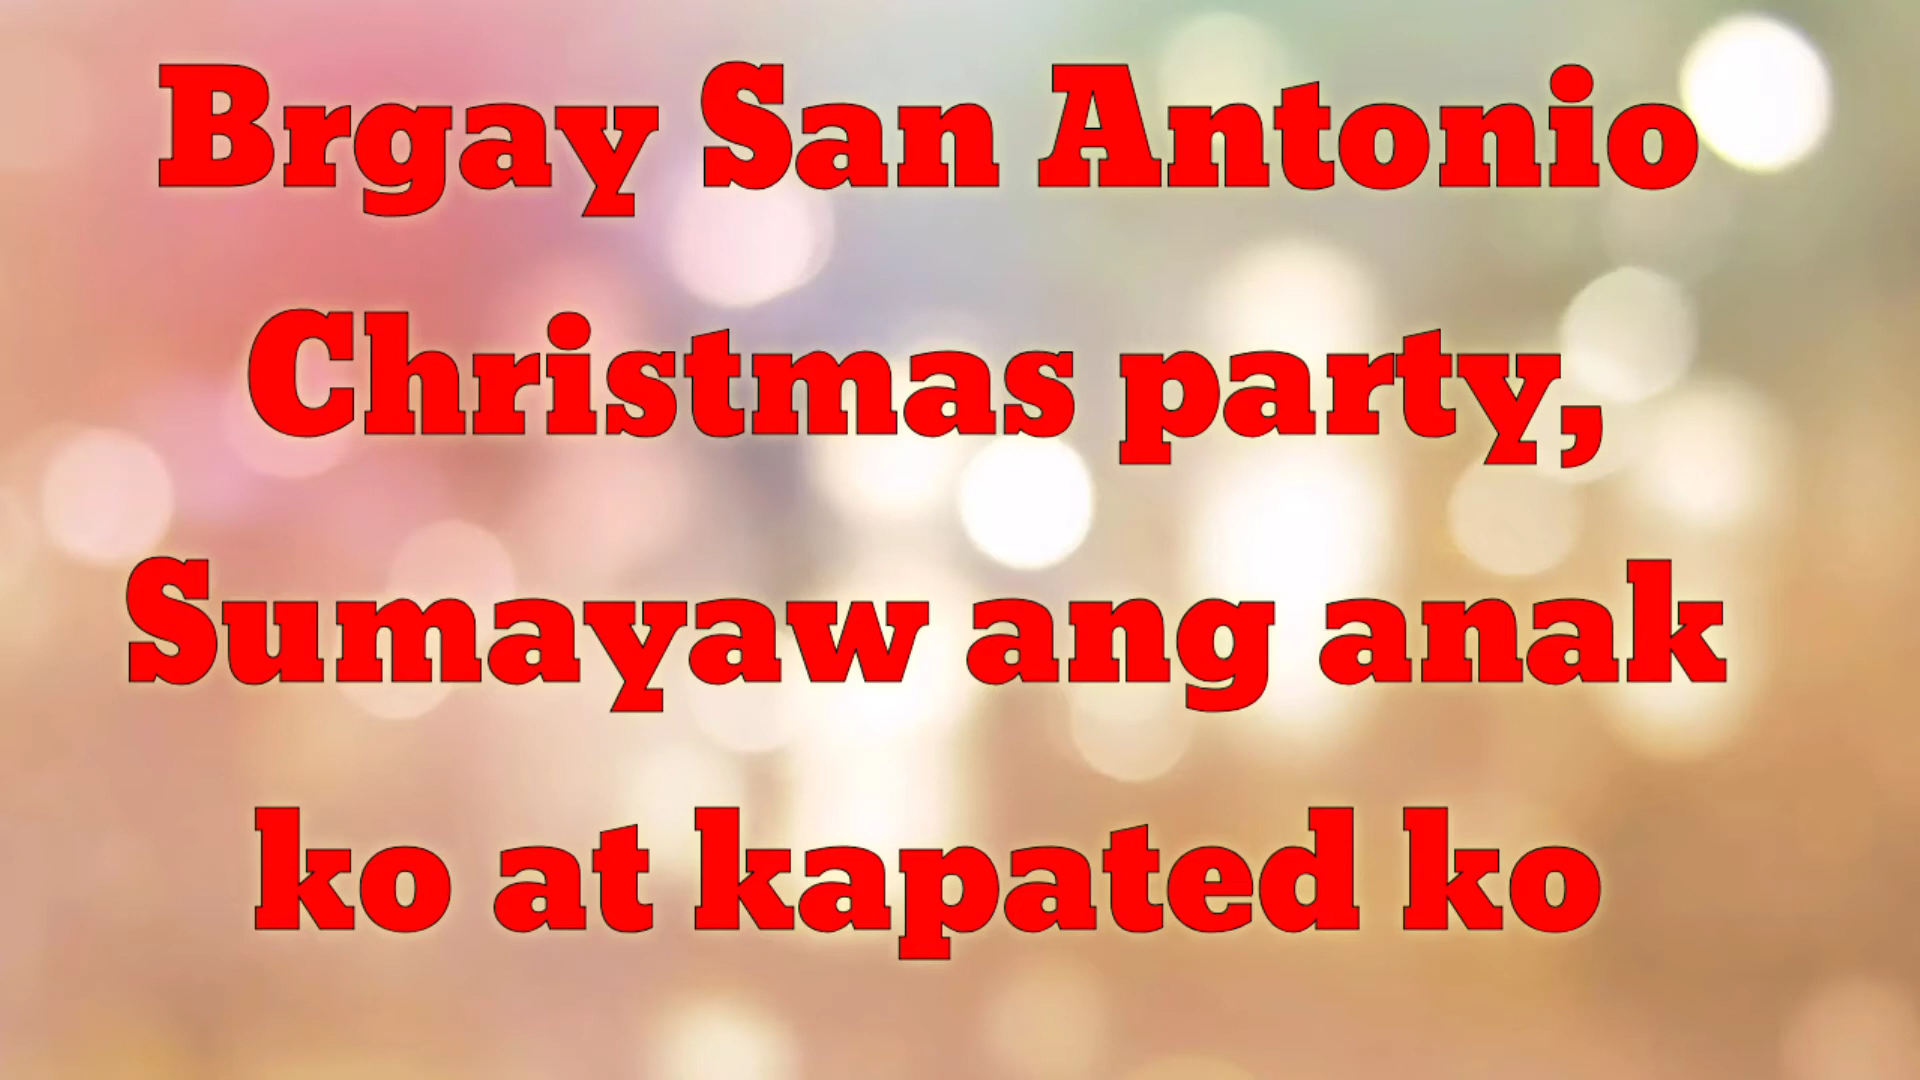 Brgay San Antonio
Christmas party,
Sumayaw ang anak
ko at kapated ko